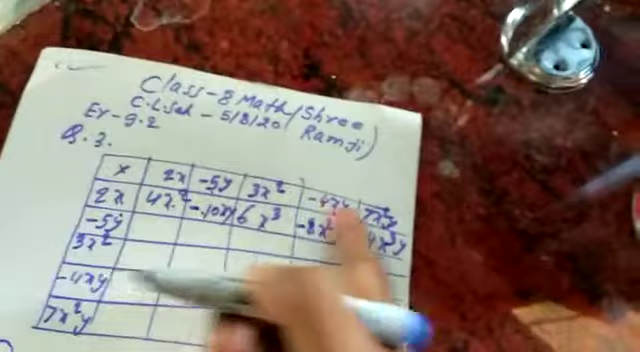 Class-8 Math/Shree
C.L.Sch - 5/8/20/ Ramji)
Ex-9.2
Q.3.
x 2x -5y 3x² -4xy 7x²y
2x 4x² -10xy 6x³
-5y
3x²
-4xy
7x²y